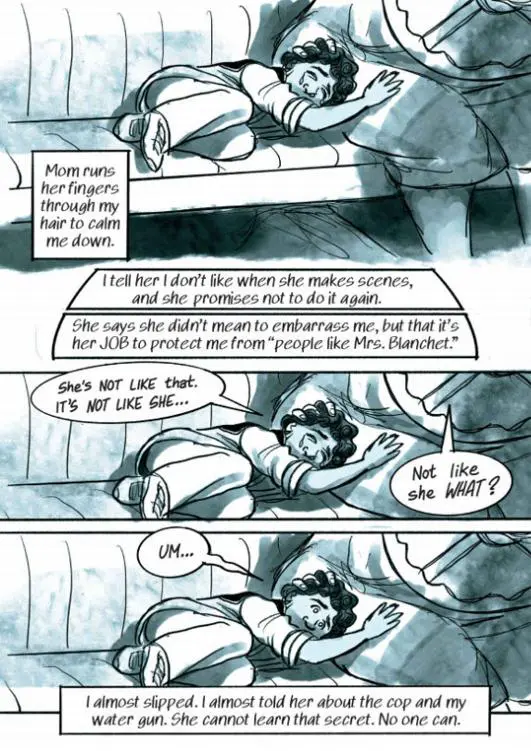 Mom runs
her fingers
through my
hair to calm
me down.
I tell her I don't like when she makes scenes,
and she promises not to do it again.
She says she didn't mean to embarrass me, but that it's
her JOB to protect me from "people like Mrs. Blanchet."
She's NOT LIKE that.
IT'S NOT LIKE SHE...
Not like
she WHAT?
UM...
I almost slipped. I almost told her about the cop and my
water gun. She cannot learn that secret. No one can.